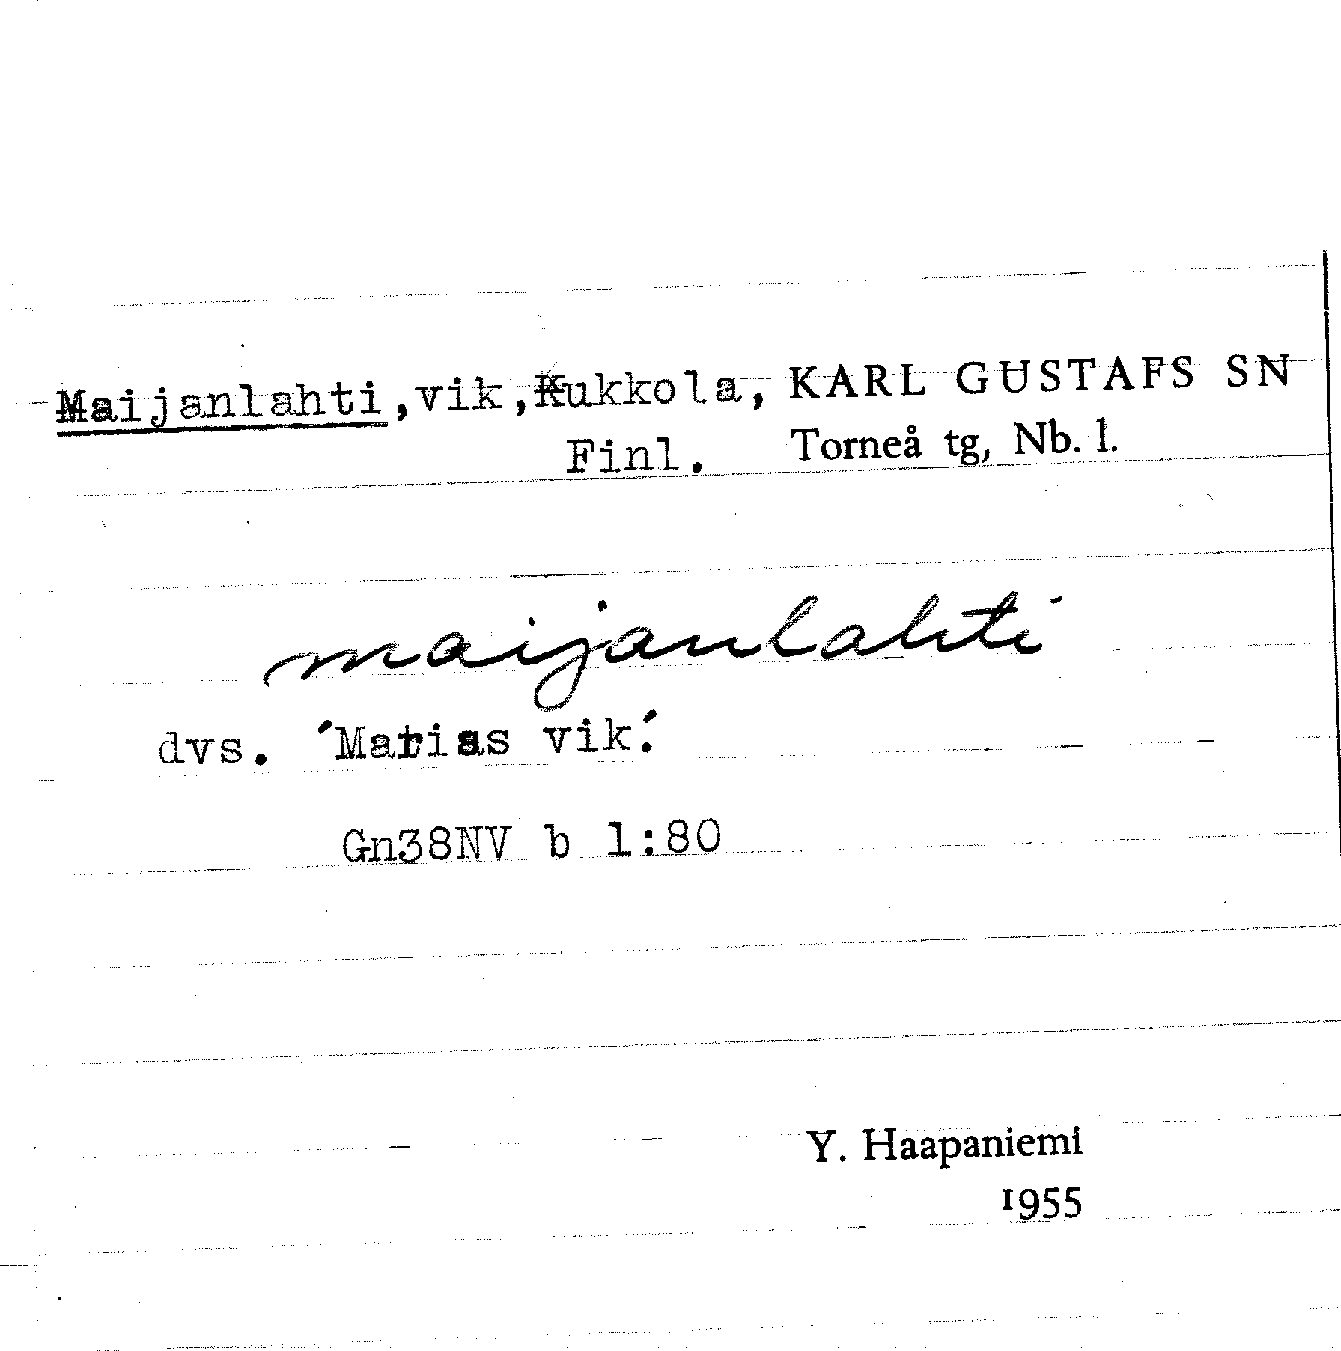 Maijanlahti, vik, Kukkola, KARL GUSTAFS SN
Finl. Torneå tg, Nb. l.
maijanlahti
dvs. 'Marias vik'.
Gn38NV b 1:80
Y. Haapaniemi
1955